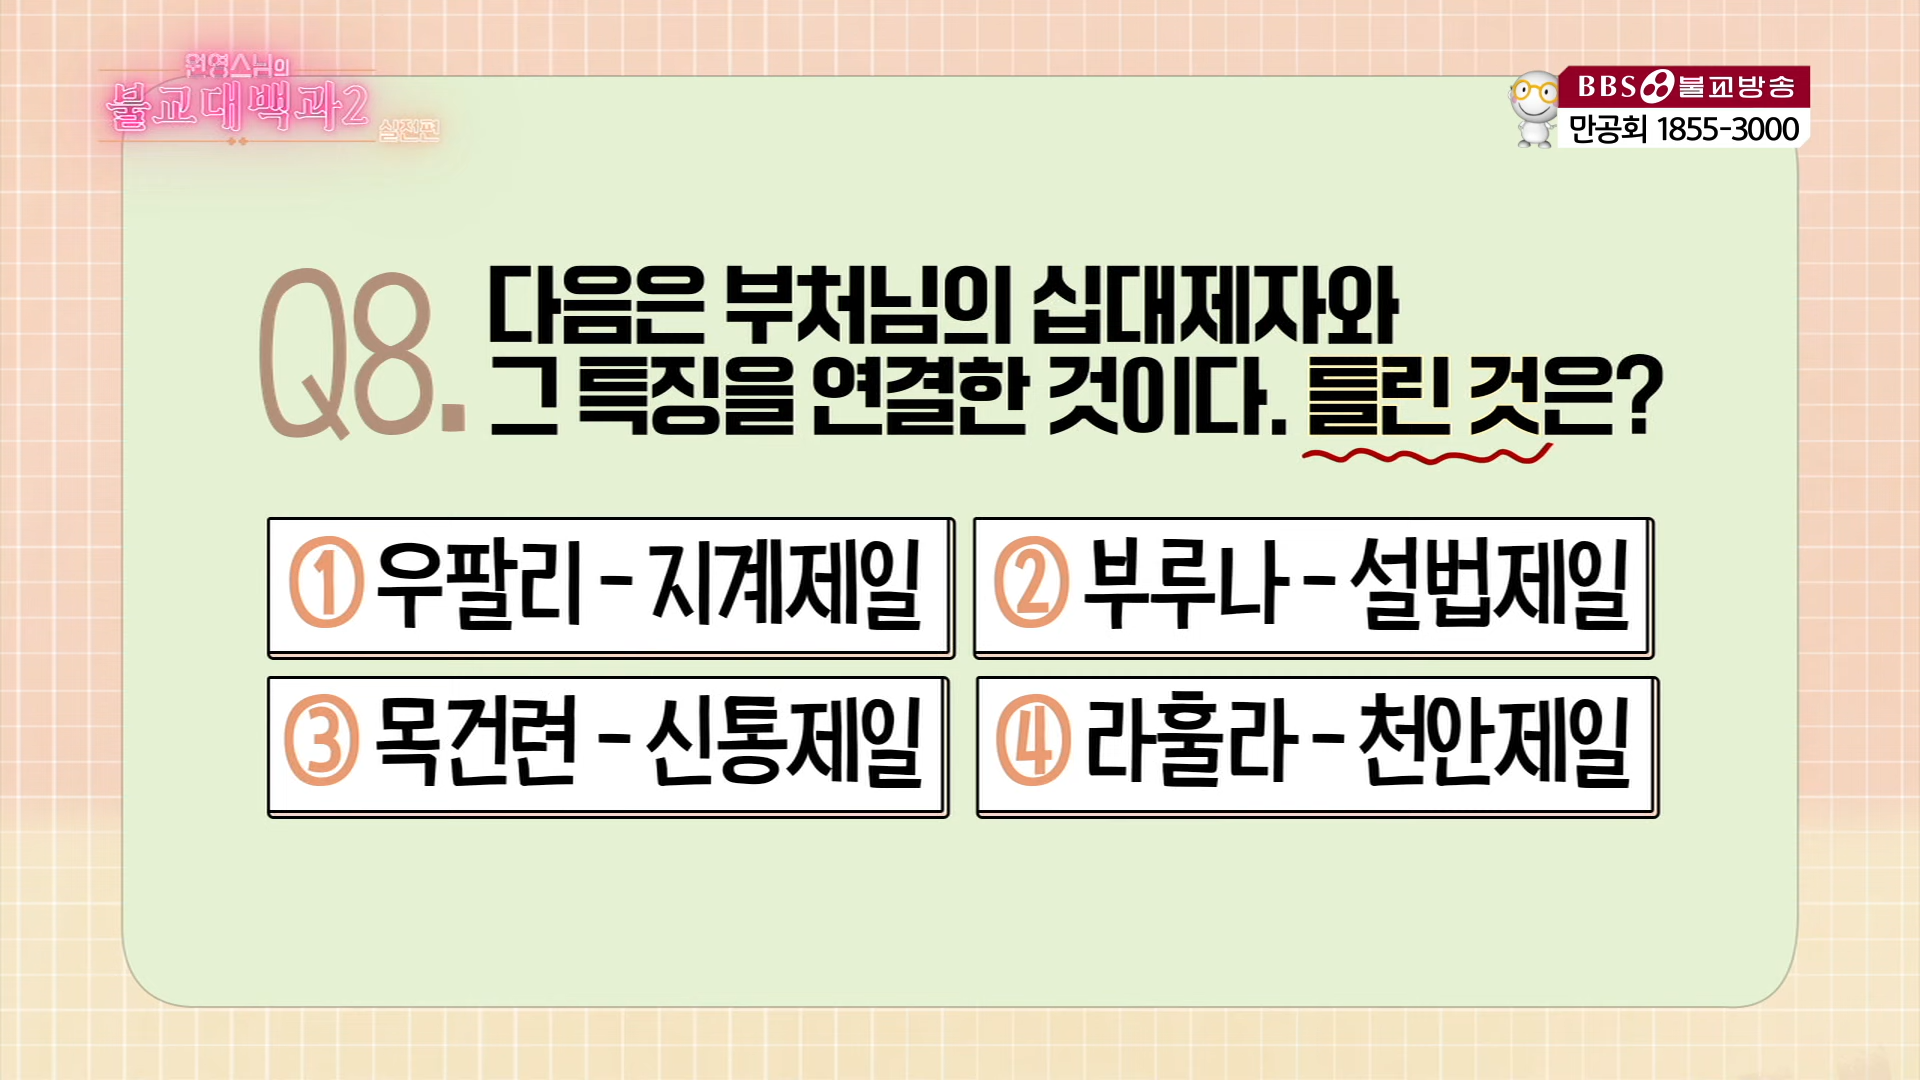 원영스님의
불교대백과2
실전편
BBS 불교방송
만공회 1855-3000
Q8. 다음은 부처님의 십대제자와
그 특징을 연결한 것이다. 틀린 것은?
① 우팔리 - 지계제일
② 부루나 - 설법제일
③ 목건련 - 신통제일
④ 라훌라 - 천안제일